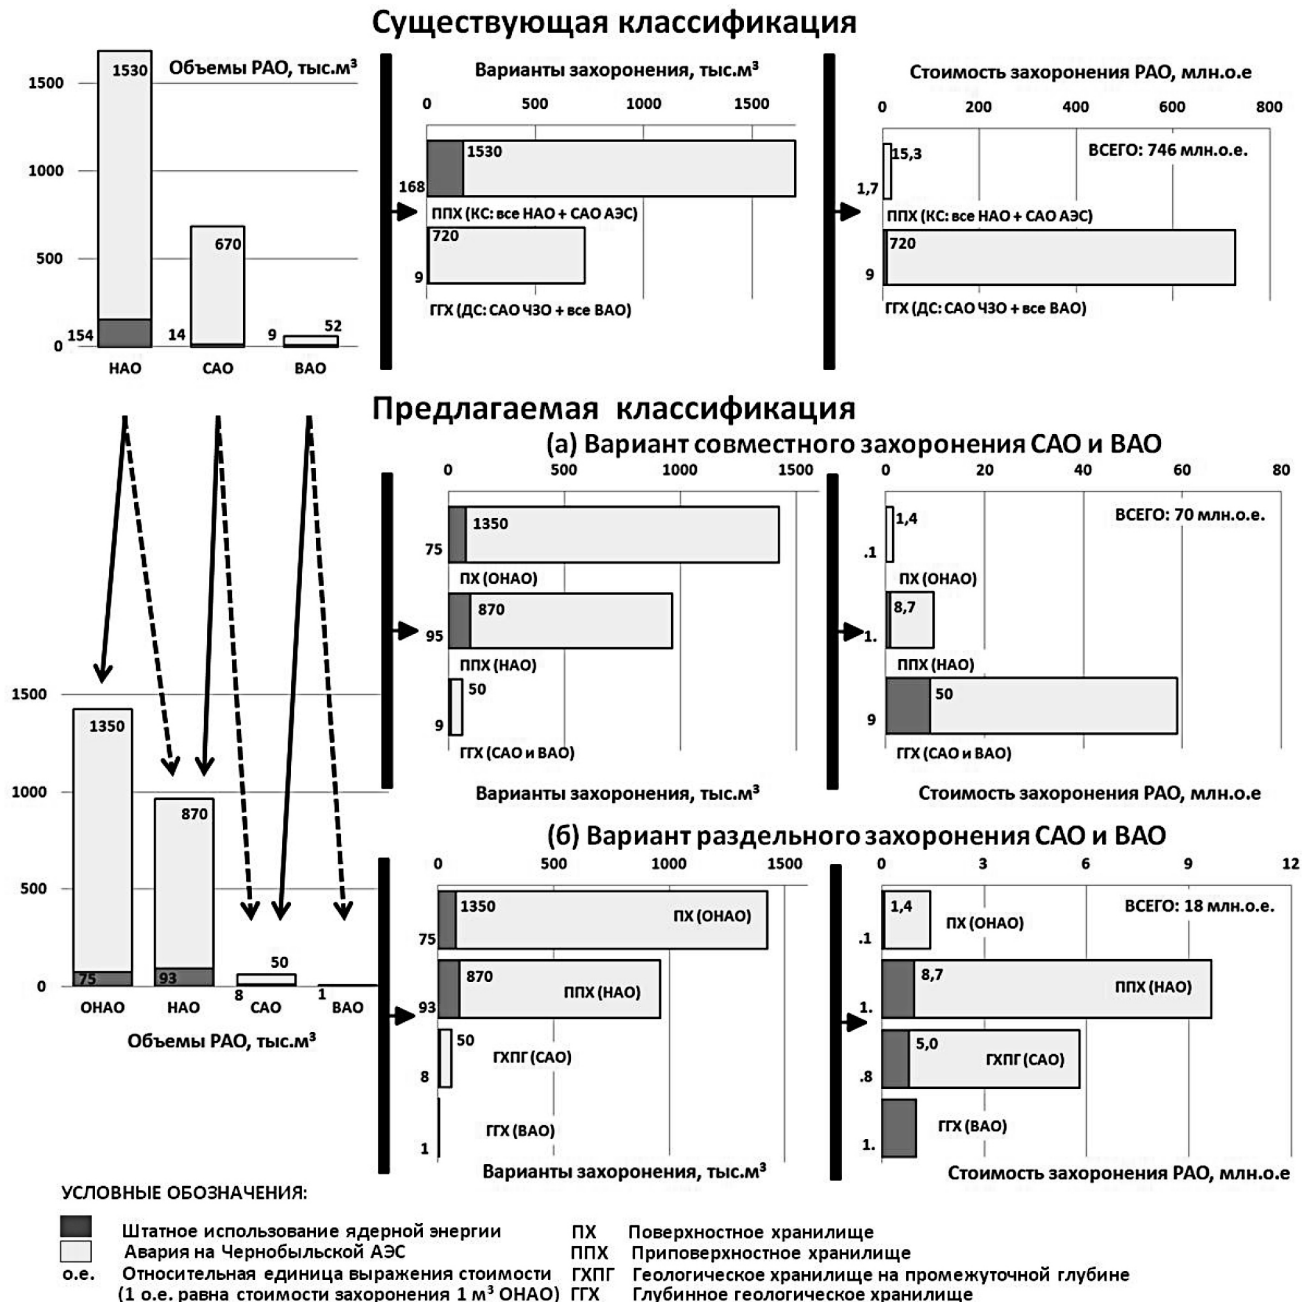 Существующая классификация
Объемы РАО, тыс.м³
1500
1000
500
0
1530
154
670
14
52
9
НАО
САО
ВАО
Варианты захоронения, тыс.м³
0 500 1000 1500
1530
168
ППХ (КС: все НАО + САО АЭС)
720
9
ГГХ (ДС: САО ЧЗО + все ВАО)
Стоимость захоронения РАО, млн.о.е
0 200 400 600 800
ВСЕГО: 746 млн.о.е.
15,3
1,7
ППХ (КС: все НАО + САО АЭС)
720
9
ГГХ (ДС: САО ЧЗО + все ВАО)
Предлагаемая классификация
(а) Вариант совместного захоронения САО и ВАО
0 500 1000 1500
1350
75
ПХ (ОНАО)
870
95
ППХ (НАО)
50
9
ГГХ (САО и ВАО)
Варианты захоронения, тыс.м³
0 20 40 60 80
ВСЕГО: 70 млн.о.е.
1,4
.1
ПХ (ОНАО)
8,7
1.
ППХ (НАО)
50
9
ГГХ (САО и ВАО)
Стоимость захоронения РАО, млн.о.е
1500
1000
500
0
1350
75
870
93
50
8
1
ОНАО
НАО
САО
ВАО
Объемы РАО, тыс.м³
(б) Вариант раздельного захоронения САО и ВАО
0 500 1000 1500
1350
ПХ (ОНАО)
75
870
ППХ (НАО)
93
50
ГХПГ (САО)
8
ГГХ (ВАО)
1
Варианты захоронения, тыс.м³
0 3 6 9 12
ВСЕГО: 18 млн.о.е.
1,4
ПХ (ОНАО)
.1
8,7
ППХ (НАО)
1.
5,0
ГХПГ (САО)
.8
ГГХ (ВАО)
1.
Стоимость захоронения РАО, млн.о.е
УСЛОВНЫЕ ОБОЗНАЧЕНИЯ:
Штатное использование ядерной энергии
Авария на Чернобыльской АЭС
о.е. Относительная единица выражения стоимости
(1 о.е. равна стоимости захоронения 1 м³ ОНАО)
ПХ Поверхностное хранилище
ППХ Приповерхностное хранилище
ГХПГ Геологическое хранилище на промежуточной глубине
ГГХ Глубинное геологическое хранилище